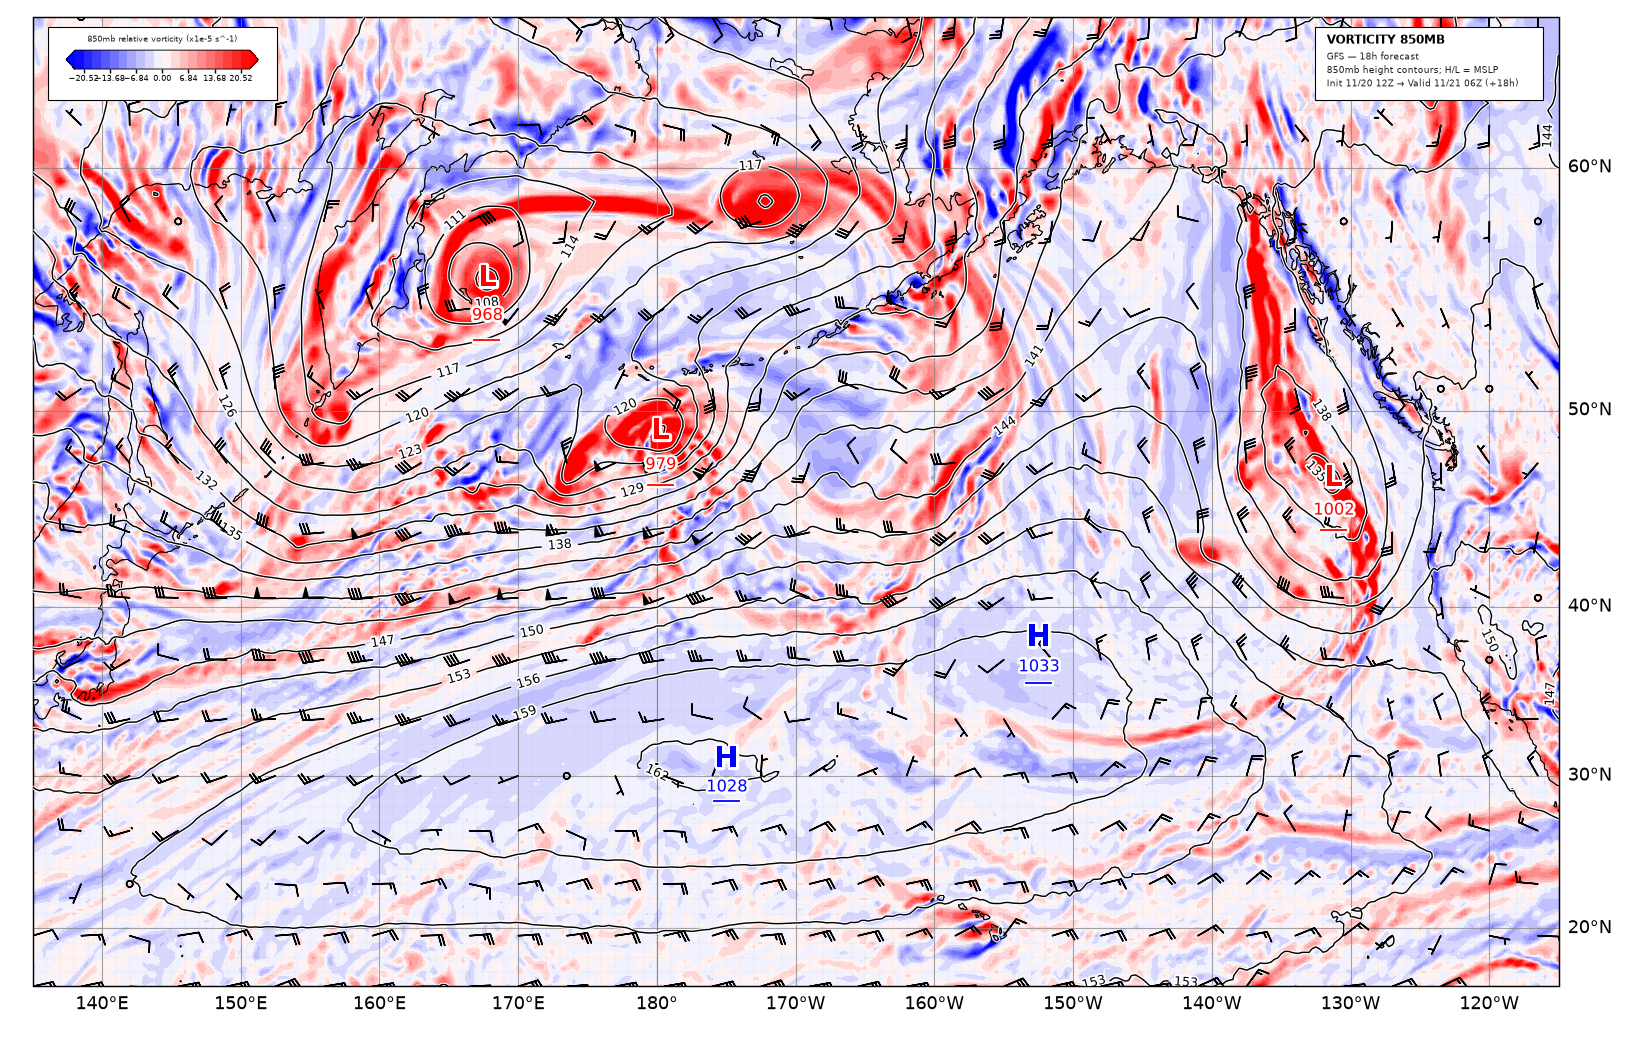 850mb relative vorticity (x1e-5 s^-1)
−20.52 −13.68 −6.84 0.00 6.84 13.68 20.52
VORTICITY 850MB
GFS — 18h forecast
850mb height contours; H/L = MSLP
Init 11/20 12Z → Valid 11/21 06Z (+18h)
144
117
60°N
111
114
L
108
968
117
141
126
120
120
138
50°N
144
123
L
979
135
L
132
129
1002
135
138
40°N
147
150
H
1033
150
153
156
147
159
H
162
1028
30°N
20°N
153
153
140°E 150°E 160°E 170°E 180° 170°W 160°W 150°W 140°W 130°W 120°W